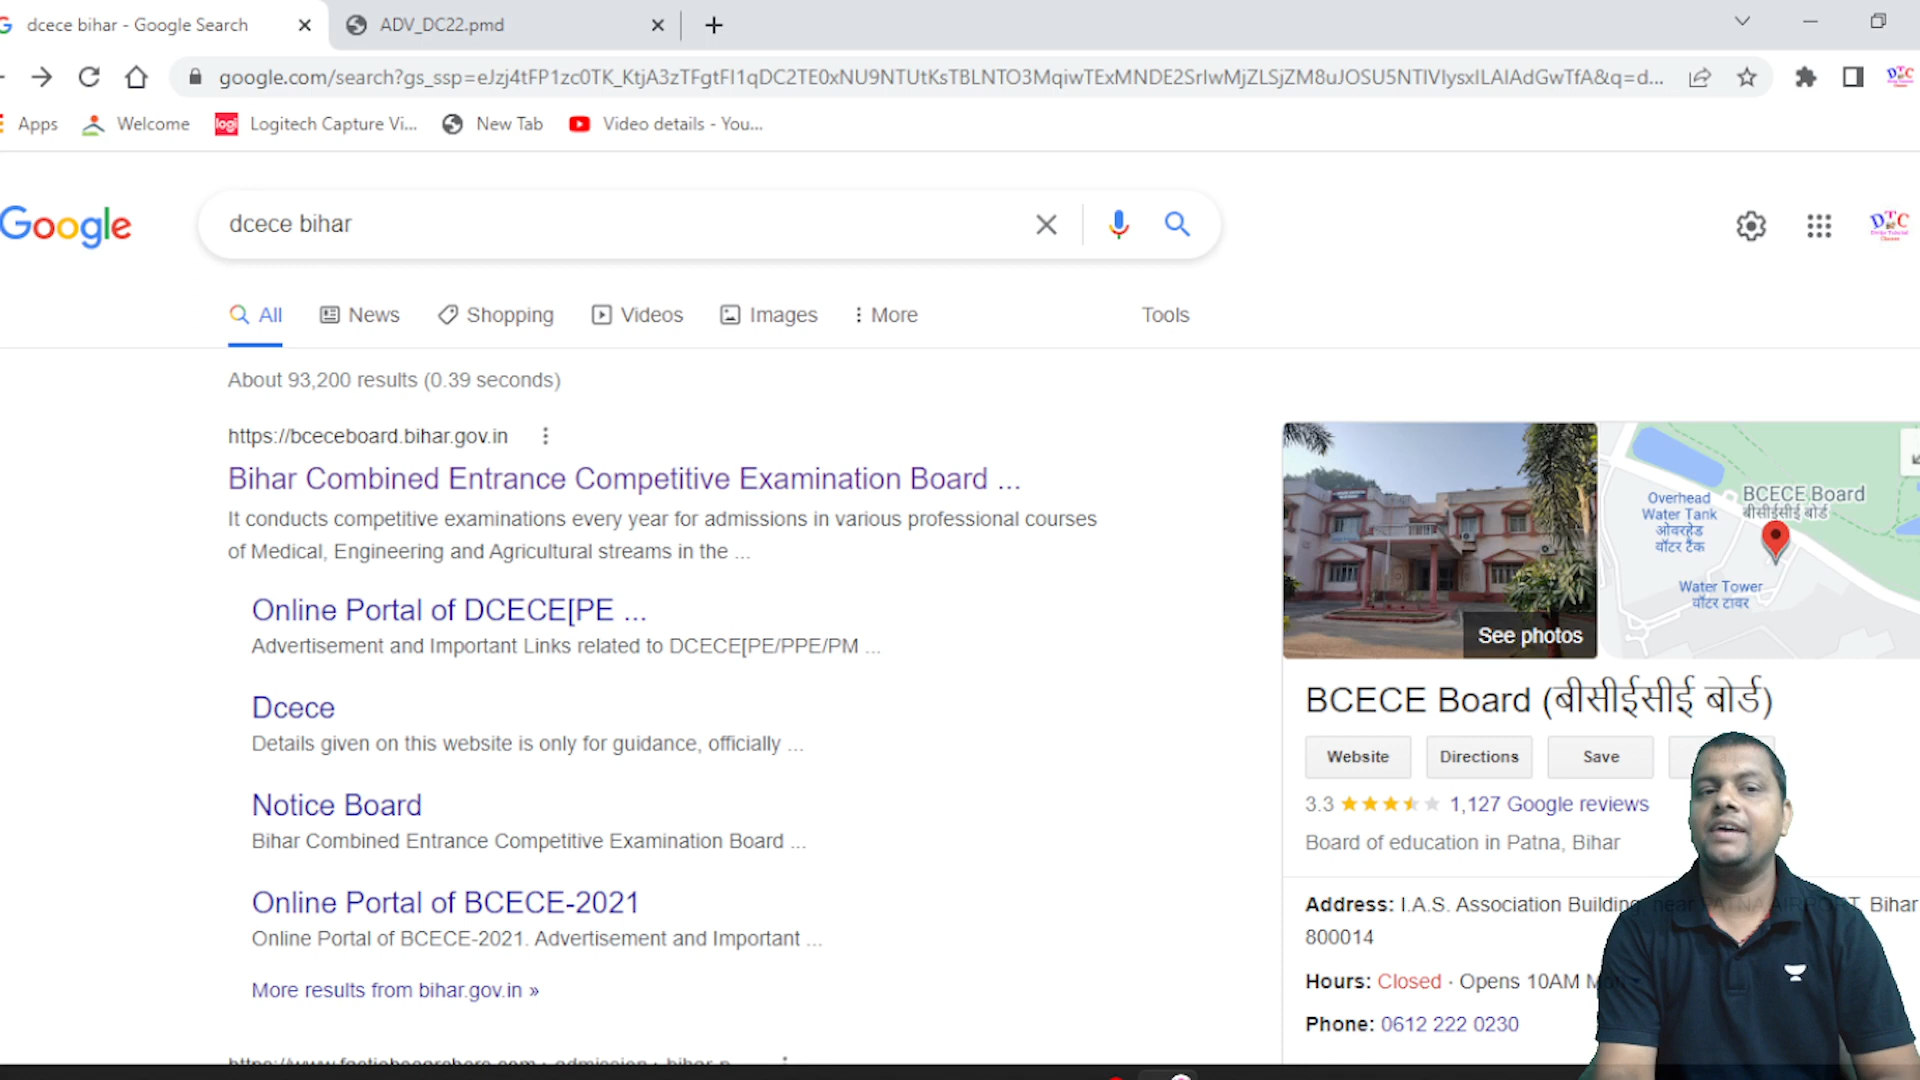 dcece bihar - Google Search
ADV_DC22.pmd
google.com/search?gs_ssp=eJzj4tFP1zc0TK_KtjA3zTFgtFI1qDC2TE0xNU9NTUtKsTBLNTO3MqiwTExMNDE2SrIwMjZLSjZM8uJOSU5NTIVIysxILAIAdGwTfA&q=d...
Apps
Welcome
logi
Logitech Capture Vi...
New Tab
Video details - You...
Google
dcece bihar
DTC
All
News
Shopping
Videos
Images
More
Tools
About 93,200 results (0.39 seconds)
https://bceceboard.bihar.gov.in
Bihar Combined Entrance Competitive Examination Board ...
It conducts competitive examinations every year for admissions in various professional courses
of Medical, Engineering and Agricultural streams in the ...
Online Portal of DCECE[PE ...
Advertisement and Important Links related to DCECE[PE/PPE/PM ...
Dcece
Details given on this website is only for guidance, officially ...
Notice Board
Bihar Combined Entrance Competitive Examination Board ...
Online Portal of BCECE-2021
Online Portal of BCECE-2021. Advertisement and Important ...
More results from bihar.gov.in »
See photos
Overhead
Water Tank
ओवरहेड
वॉटर टैंक
BCECE Board
बीसीईसीई बोर्ड
Water Tower
वॉटर टावर
BCECE Board (बीसीईसीई बोर्ड)
Website
Directions
Save
3.3
1,127 Google reviews
Board of education in Patna, Bihar
Address: I.A.S. Association Building, near PATNA AIRPORT, Bihar
800014
Hours: Closed · Opens 10AM
Phone: 0612 222 0230